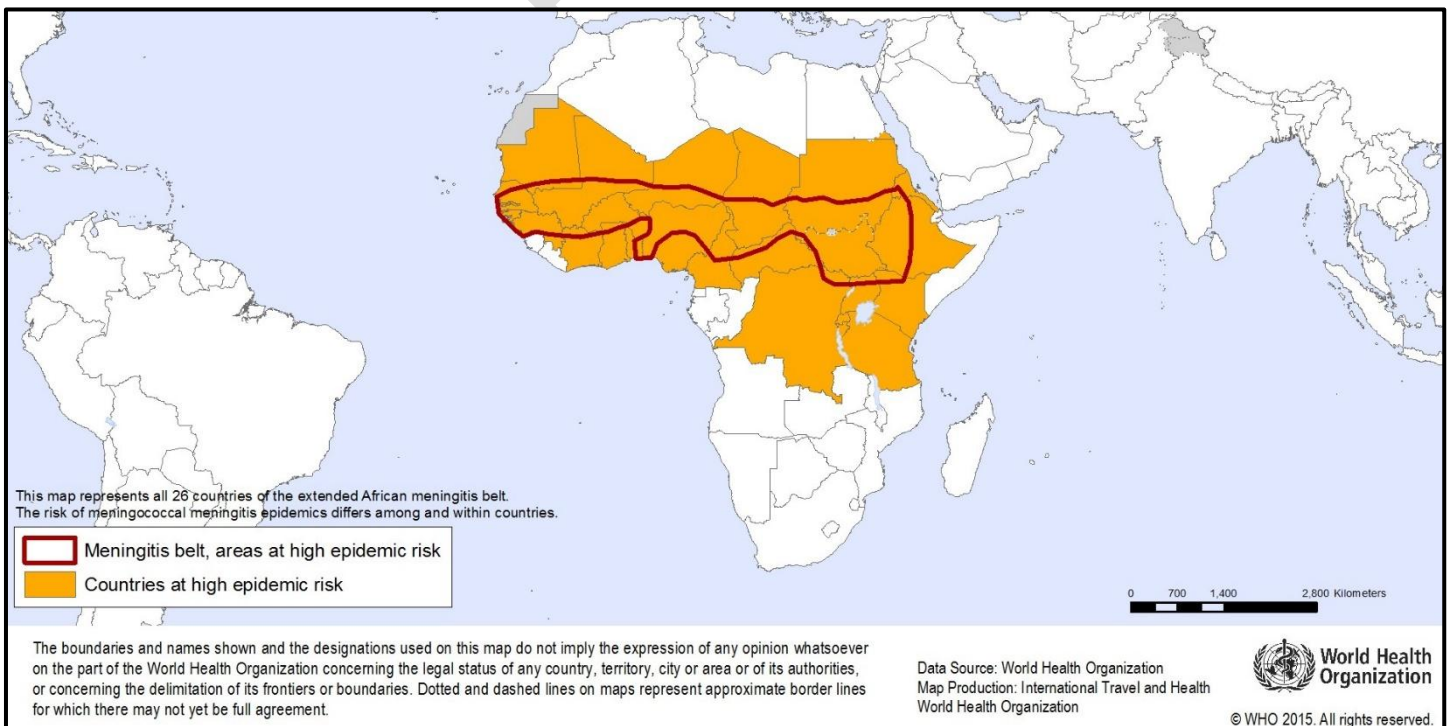 This map represents all 26 countries of the extended African meningitis belt.
The risk of meningococcal meningitis epidemics differs among and within countries.
Meningitis belt, areas at high epidemic risk
Countries at high epidemic risk
0 700 1,400 2,800 Kilometers
The boundaries and names shown and the designations used on this map do not imply the expression of any opinion whatsoever
on the part of the World Health Organization concerning the legal status of any country, territory, city or area or of its authorities,
or concerning the delimitation of its frontiers or boundaries. Dotted and dashed lines on maps represent approximate border lines
for which there may not yet be full agreement.
Data Source: World Health Organization
Map Production: International Travel and Health
World Health Organization
World Health
Organization
© WHO 2015. All rights reserved.